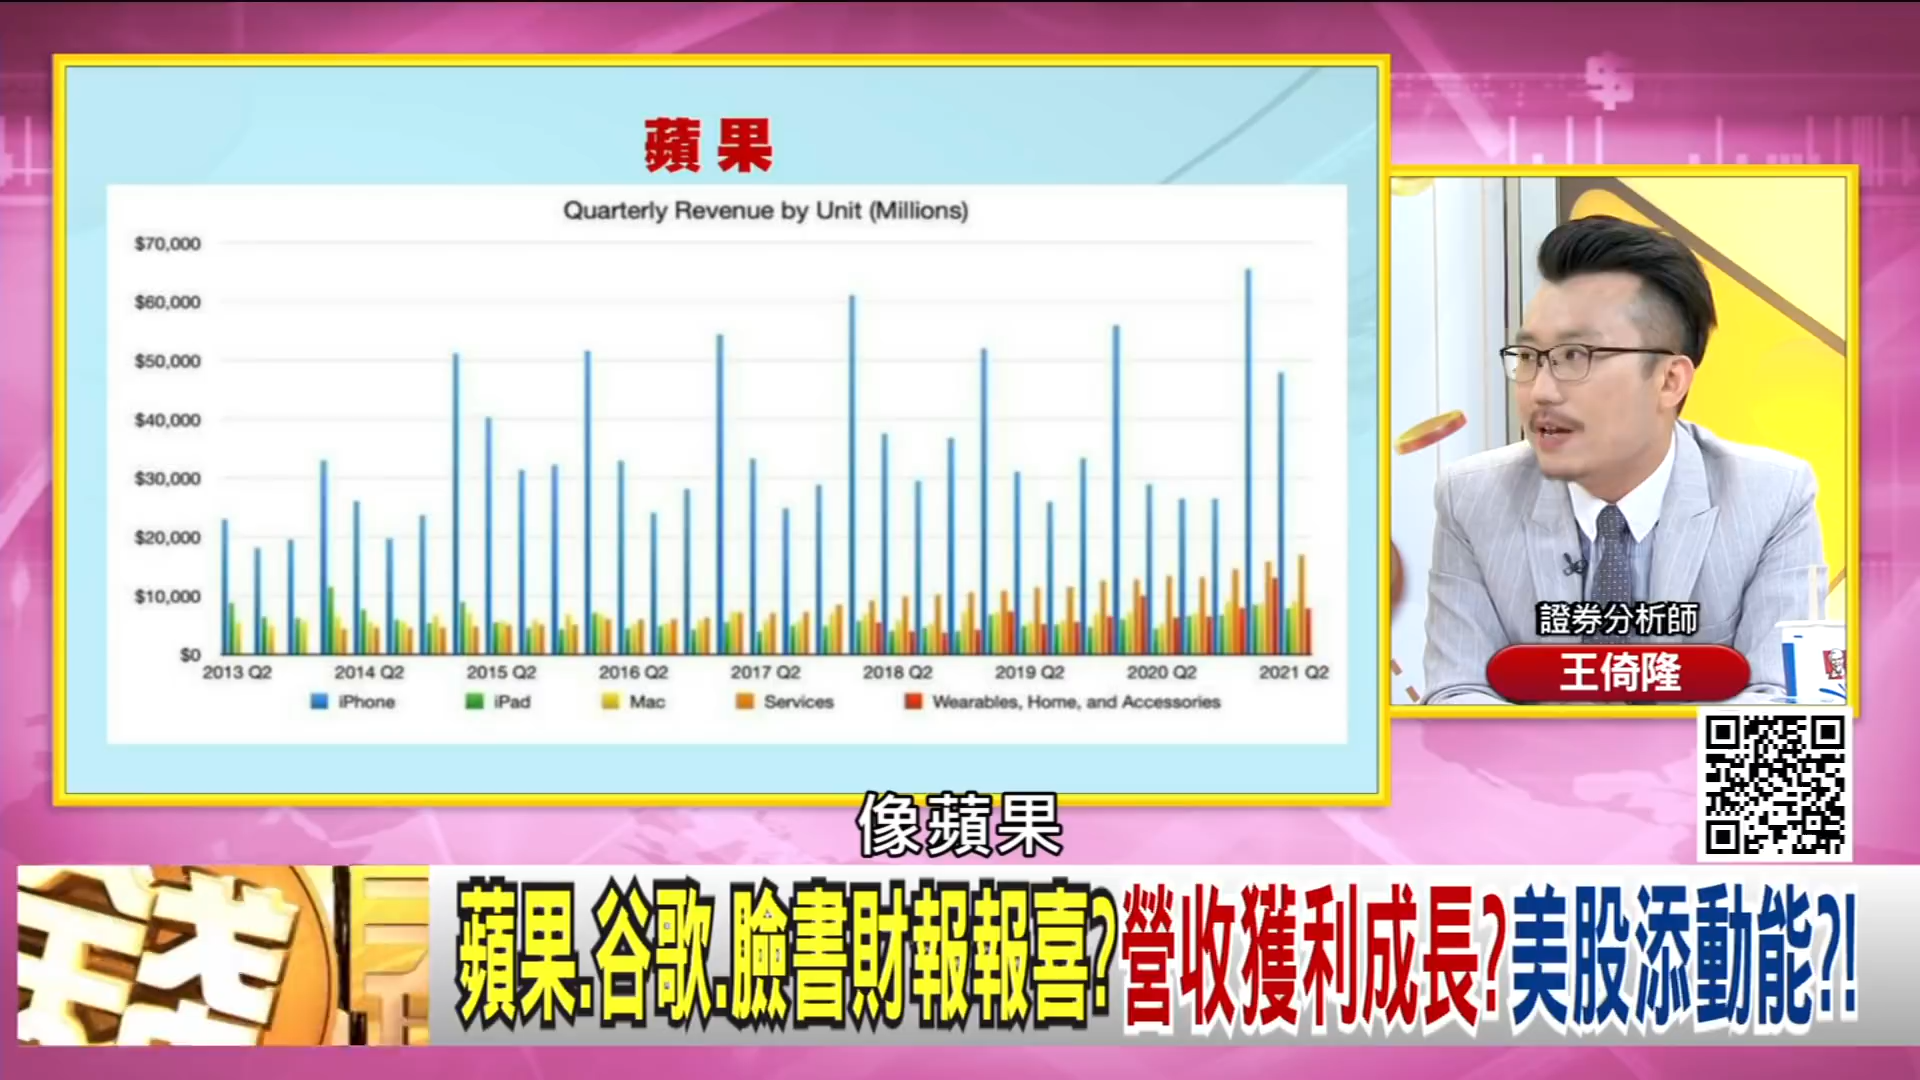 蘋果
Quarterly Revenue by Unit (Millions)
$70,000
$60,000
$50,000
$40,000
$30,000
$20,000
$10,000
$0
2013 Q2 2014 Q2 2015 Q2 2016 Q2 2017 Q2 2018 Q2 2019 Q2 2020 Q2 2021 Q2
iPhone iPad Mac Services Wearables, Home, and Accessories
證券分析師
王倚隆
像蘋果
蘋果.谷歌.臉書財報報喜?營收獲利成長?美股添動能?!